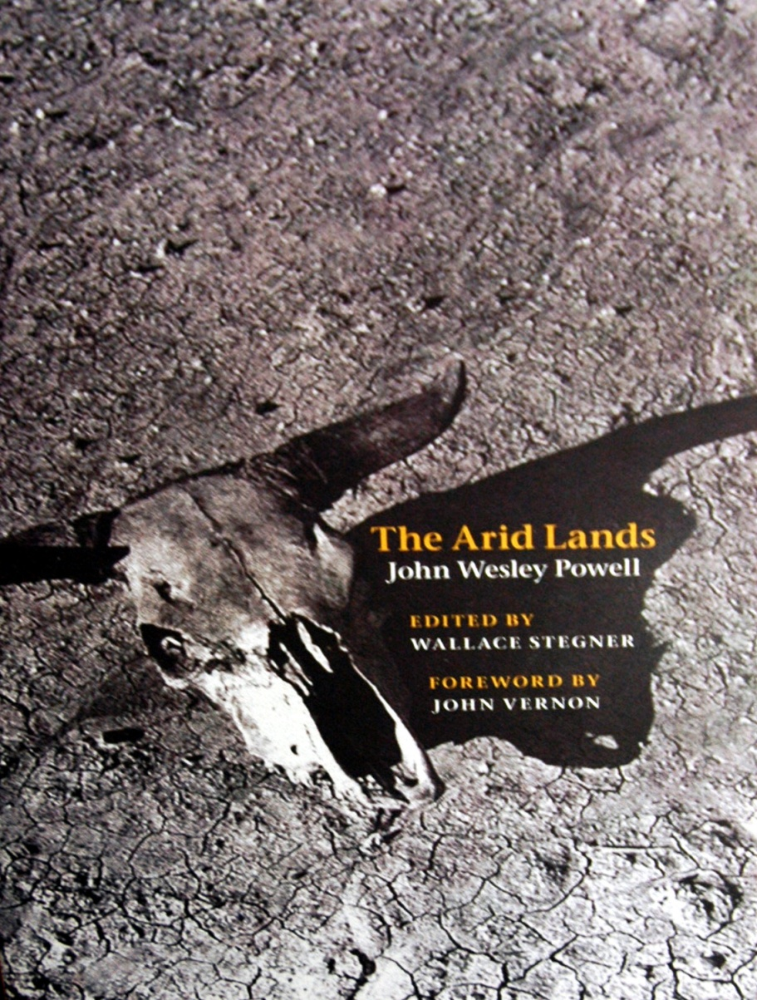 The Arid Lands
John Wesley Powell
EDITED BY
WALLACE STEGNER
FOREWORD BY
JOHN VERNON